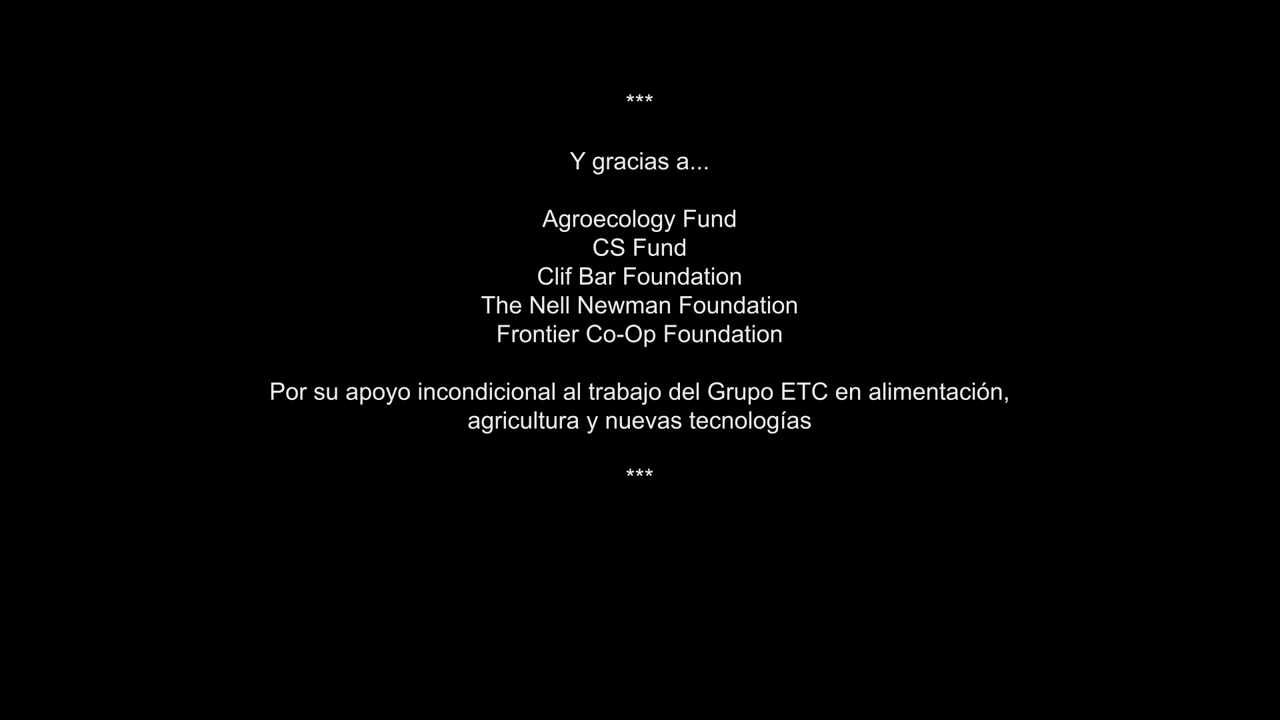 ***
Y gracias a...
Agroecology Fund
CS Fund
Clif Bar Foundation
The Nell Newman Foundation
Frontier Co-Op Foundation
Por su apoyo incondicional al trabajo del Grupo ETC en alimentación,
agricultura y nuevas tecnologías
***